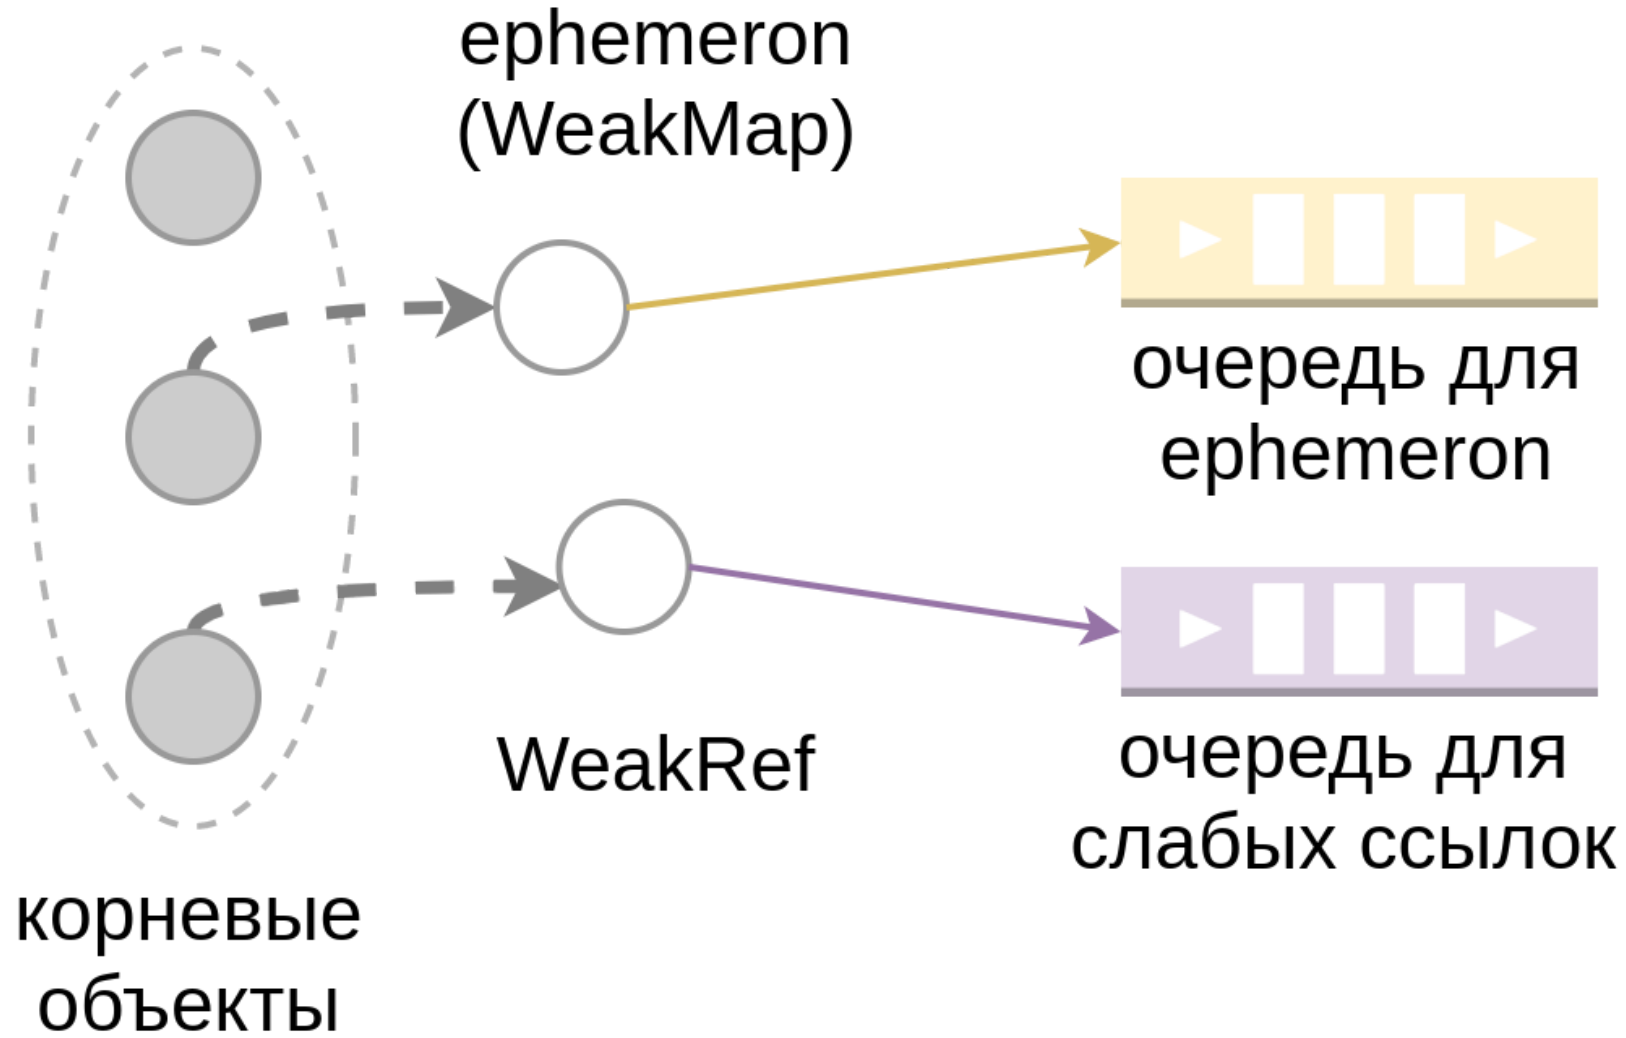 ephemeron
(WeakMap)
очередь для
ephemeron
WeakRef
очередь для
слабых ссылок
корневые
объекты